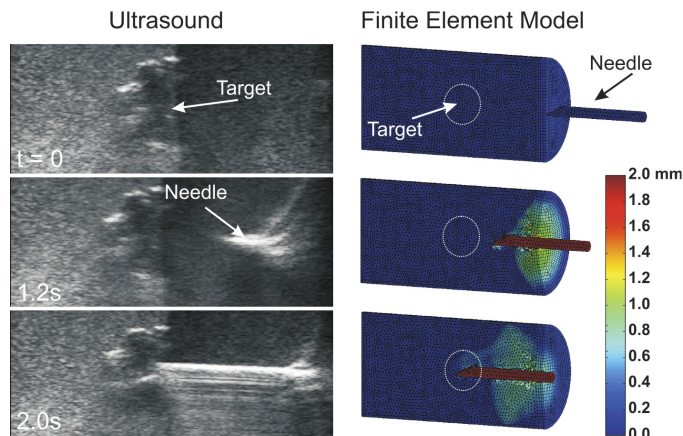 Ultrasound
Finite Element Model
Target
t = 0
Needle
Target
Needle
1.2s
2.0s
2.0 mm
1.8
1.6
1.4
1.2
1.0
0.8
0.6
0.4
0.2
0.0